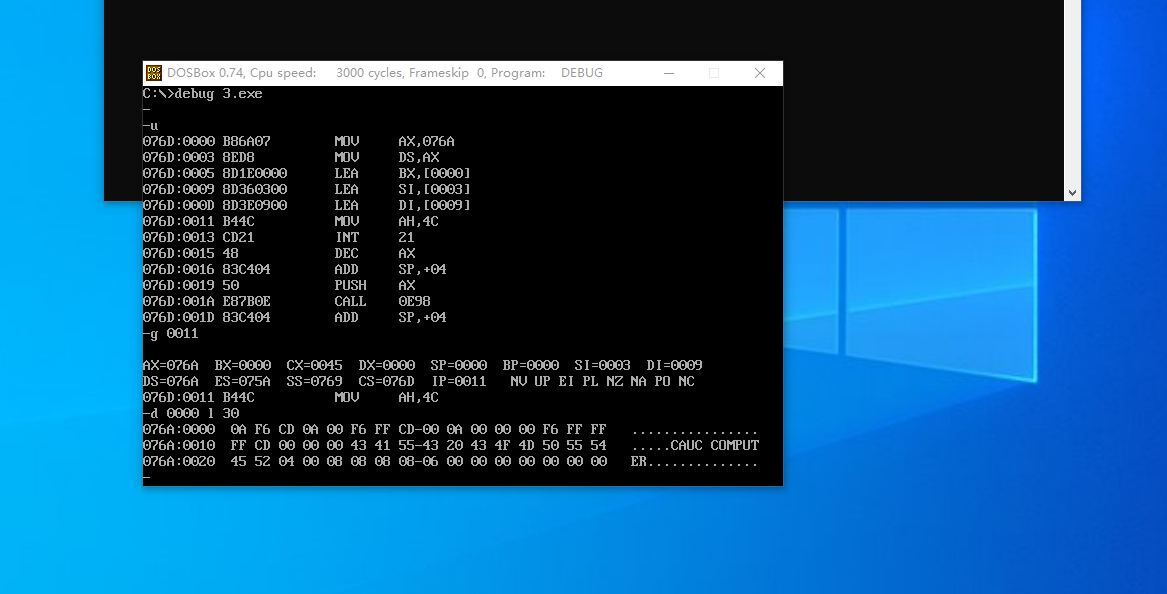 DOS BOX DOSBox 0.74, Cpu speed: 3000 cycles, Frameskip 0, Program: DEBUG
C:\>debug 3.exe
-
-u
076D:0000 B86A07 MOV AX,076A
076D:0003 8ED8 MOV DS,AX
076D:0005 8D1E0000 LEA BX,[0000]
076D:0009 8D360300 LEA SI,[0003]
076D:000D 8D3E0900 LEA DI,[0009]
076D:0011 B44C MOV AH,4C
076D:0013 CD21 INT 21
076D:0015 48 DEC AX
076D:0016 83C404 ADD SP,+04
076D:0019 50 PUSH AX
076D:001A E87B0E CALL 0E98
076D:001D 83C404 ADD SP,+04
-g 0011
AX=076A BX=0000 CX=0045 DX=0000 SP=0000 BP=0000 SI=0003 DI=0009
DS=076A ES=075A SS=0769 CS=076D IP=0011 NV UP EI PL NZ NA PO NC
076D:0011 B44C MOV AH,4C
-d 0000 l 30
076A:0000 0A F6 CD 0A 00 F6 FF CD-00 0A 00 00 00 F6 FF FF ................
076A:0010 FF CD 00 00 00 43 41 55-43 20 43 4F 4D 50 55 54 .....CAUC COMPUT
076A:0020 45 52 04 00 08 08 08 08-06 00 00 00 00 00 00 00 ER..............
-